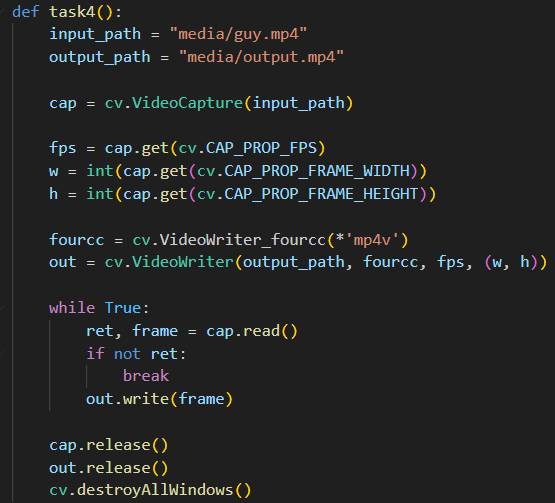 def task4():
    input_path = "media/guy.mp4"
    output_path = "media/output.mp4"

    cap = cv.VideoCapture(input_path)

    fps = cap.get(cv.CAP_PROP_FPS)
    w = int(cap.get(cv.CAP_PROP_FRAME_WIDTH))
    h = int(cap.get(cv.CAP_PROP_FRAME_HEIGHT))

    fourcc = cv.VideoWriter_fourcc(*'mp4v')
    out = cv.VideoWriter(output_path, fourcc, fps, (w, h))

    while True:
        ret, frame = cap.read()
        if not ret:
            break
        out.write(frame)

    cap.release()
    out.release()
    cv.destroyAllWindows()